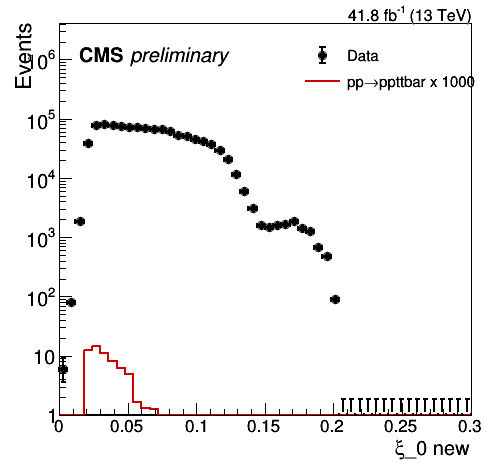 41.8 fb⁻¹ (13 TeV)
CMS preliminary
Data
pp→ppttbar x 1000
Events
10⁶
10⁵
10⁴
10³
10²
10
1
0 0.05 0.1 0.15 0.2 0.25 0.3
ξ_0 new